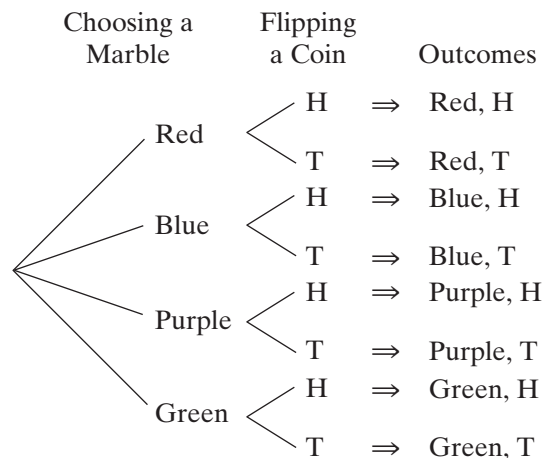 Choosing a Flipping
Marble a Coin Outcomes
H ⇒ Red, H
Red
T ⇒ Red, T
H ⇒ Blue, H
Blue
T ⇒ Blue, T
H ⇒ Purple, H
Purple
T ⇒ Purple, T
H ⇒ Green, H
Green
T ⇒ Green, T